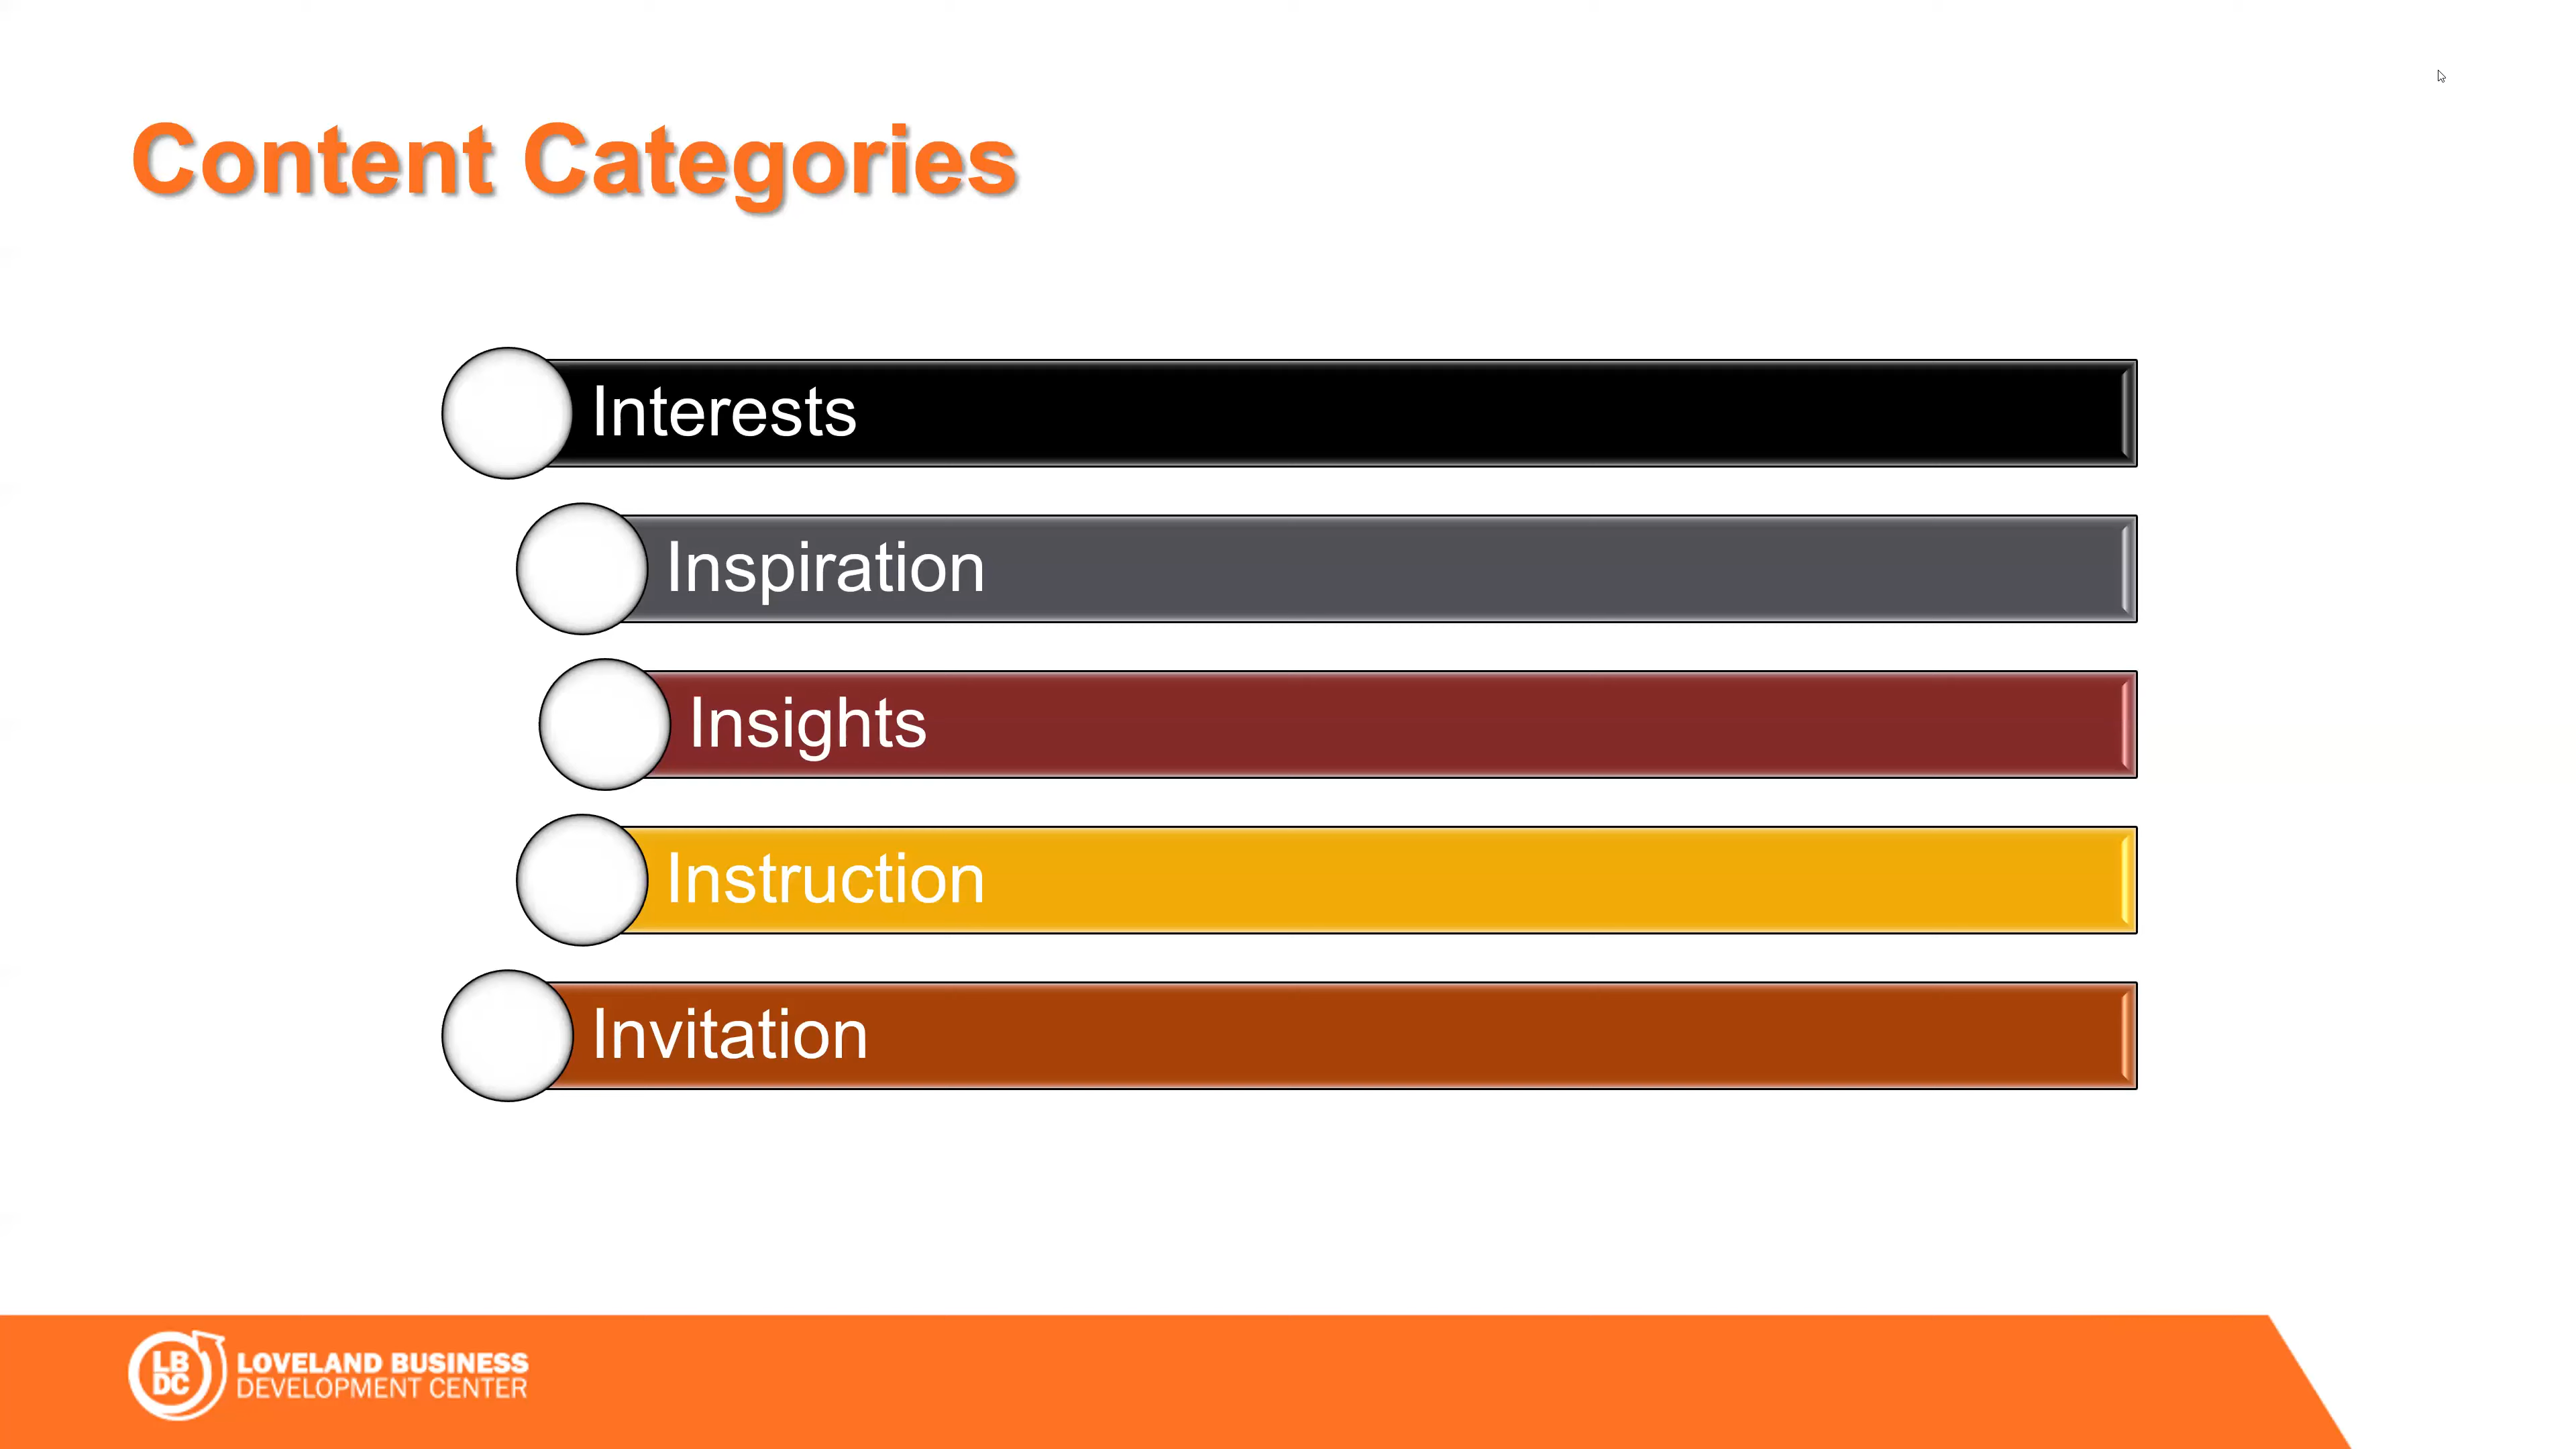 Content Categories
Interests
Inspiration
Insights
Instruction
Invitation
LB
DC
LOVELAND BUSINESS
DEVELOPMENT CENTER